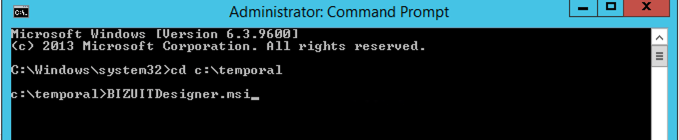 Administrator: Command Prompt
Microsoft Windows [Version 6.3.9600]
(c) 2013 Microsoft Corporation. All rights reserved.
C:\Windows\system32>cd c:\temporal
c:\temporal>BIZUITDesigner.msi_